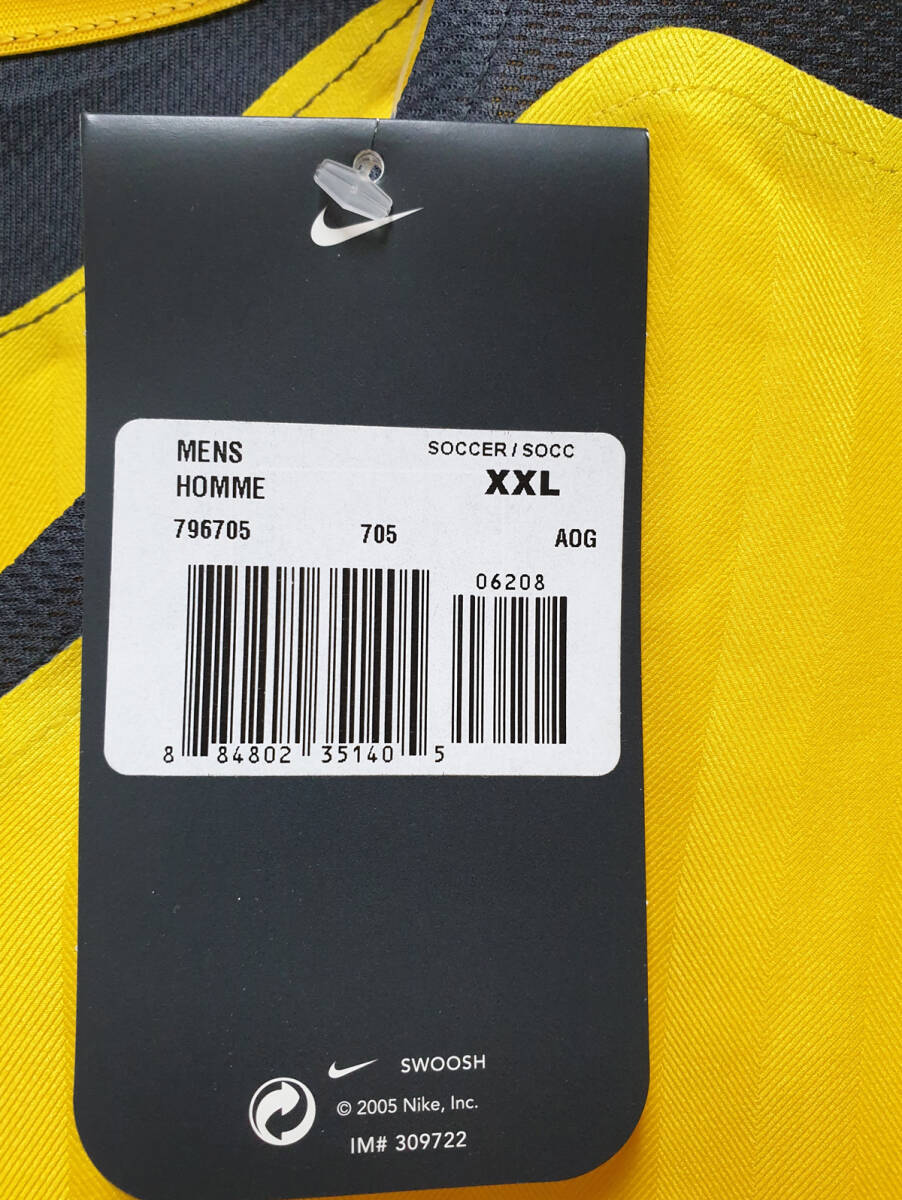 MENS SOCCER / SOCC
HOMME XXL
796705 705 AOG
06208
8 84802 35140 5
SWOOSH
© 2005 Nike, Inc.
IM# 309722